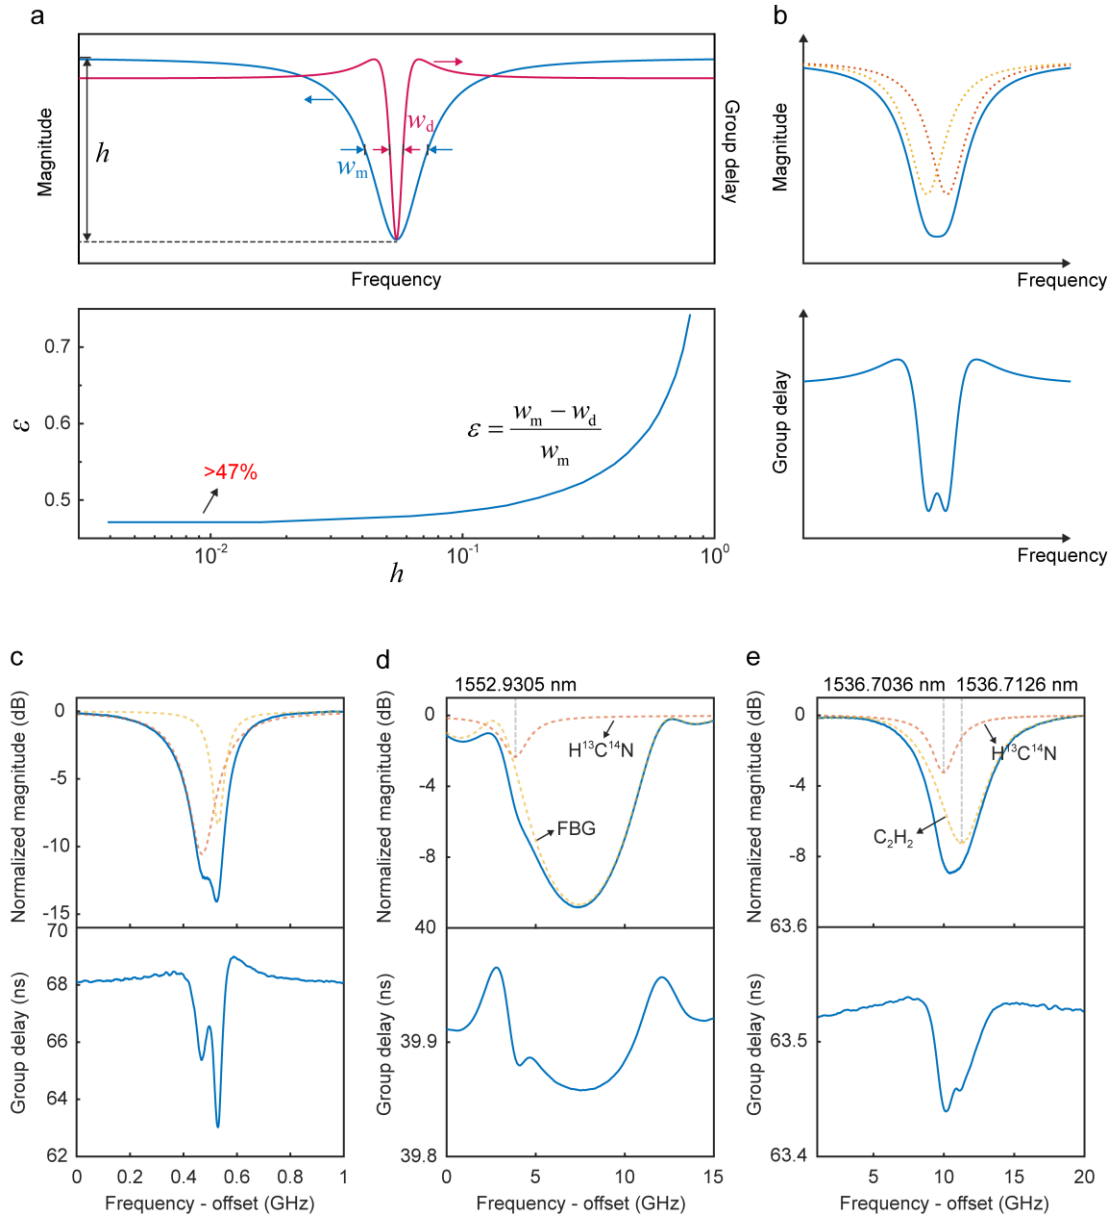 a
b
Magnitude
h
w_m
w_d
Group delay
Frequency
Magnitude
Frequency
ε
0.7
0.6
0.5
>47%
ε = (w_m − w_d) / w_m
10^-2
10^-1
10^0
h
Group delay
Frequency
c
d
e
Normalized magnitude (dB)
0
-5
-10
-15
Group delay (ns)
70
68
66
64
62
0
0.2
0.4
0.6
0.8
1
Frequency - offset (GHz)
1552.9305 nm
Normalized magnitude (dB)
0
-4
-8
H¹³C¹⁴N
FBG
Group delay (ns)
40
39.9
39.8
0
5
10
15
Frequency - offset (GHz)
1536.7036 nm
1536.7126 nm
Normalized magnitude (dB)
0
-4
-8
H¹³C¹⁴N
C₂H₂
Group delay (ns)
63.6
63.5
63.4
5
10
15
20
Frequency - offset (GHz)